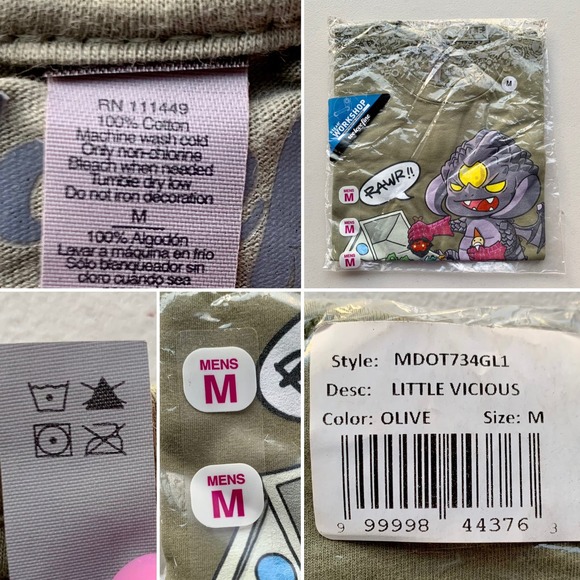 RN 111449
100% Cotton
Machine wash cold
Only non-chlorine
Bleach when needed
Tumble dry low
Do not iron decoration
M
100% Algodón
Lavar a máquina en frío
Sólo blanqueador sin
cloro cuando sea
M
WORKSHOP
RAWR!!
MENS
M
MENS
M
MENS
M
MENS
M
MENS
M
Style: MDOT734GL1
Desc: LITTLE VICIOUS
Color: OLIVE Size: M
9 99998 44376 3